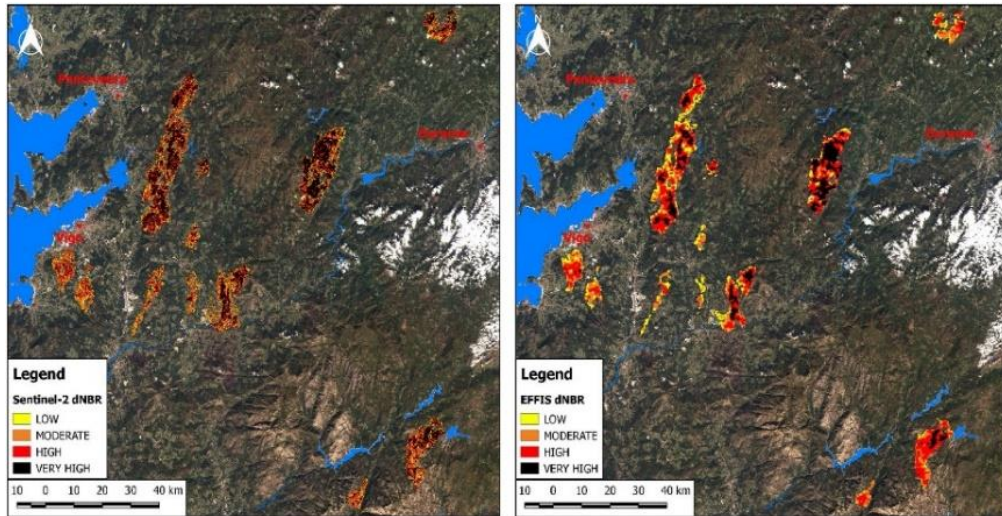 Pontevedra
Ourense
Vigo
Legend
Sentinel-2 dNBR
LOW
MODERATE
HIGH
VERY HIGH
10 0 10 20 30 40 km
Pontevedra
Ourense
Vigo
Legend
EFFIS dNBR
LOW
MODERATE
HIGH
VERY HIGH
10 0 10 20 30 40 km